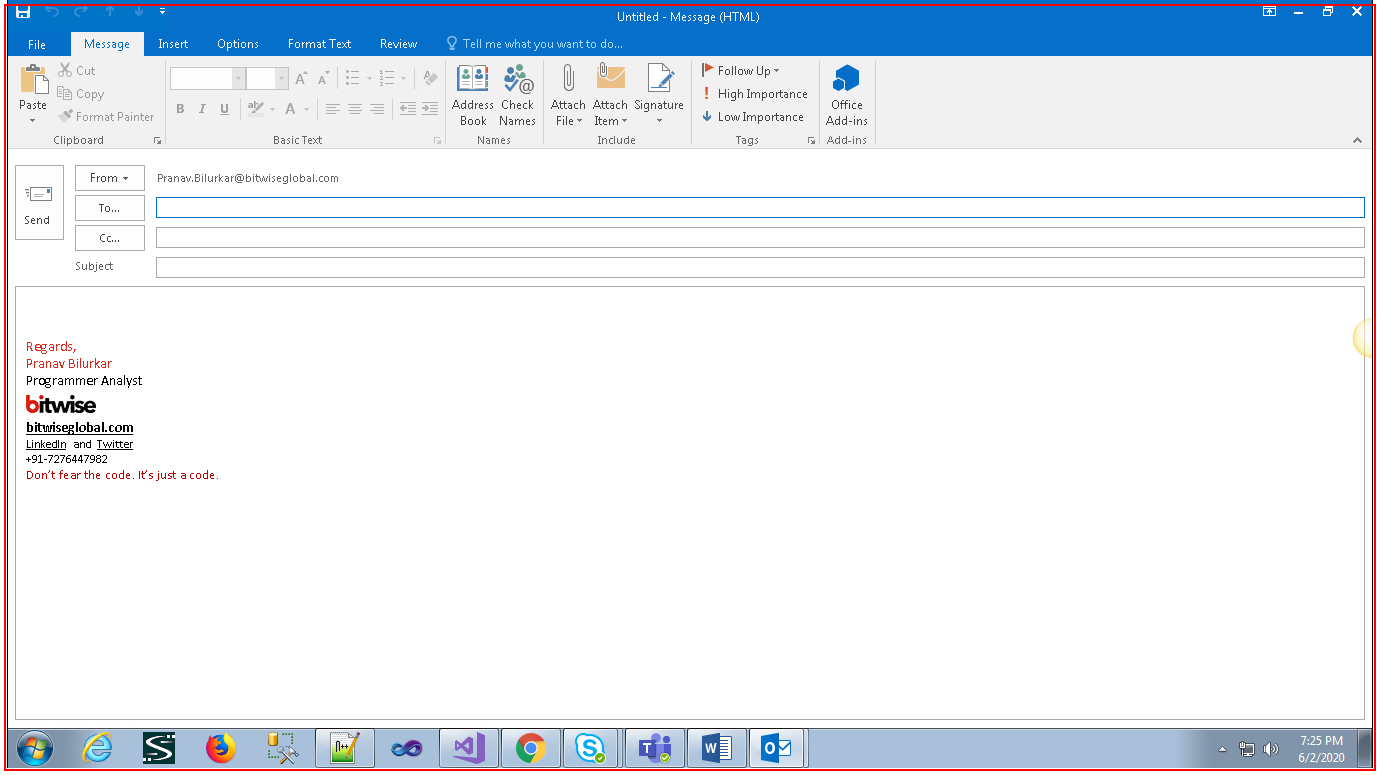 Untitled - Message (HTML)
File Message Insert Options Format Text Review Tell me what you want to do...
Paste
Cut
Copy
Format Painter
Clipboard
B I U A
Basic Text
Address Book
Check Names
Names
Attach File
Attach Item
Signature
Include
Follow Up
High Importance
Low Importance
Tags
Office Add-ins
Add-ins
Send
From Pranav.Bilurkar@bitwiseglobal.com
To...
Cc...
Subject
Regards,
Pranav Bilurkar
Programmer Analyst
bitwise
bitwiseglobal.com
LinkedIn and Twitter
+91-7276447982
Don't fear the code. It's just a code.
7:25 PM
6/2/2020